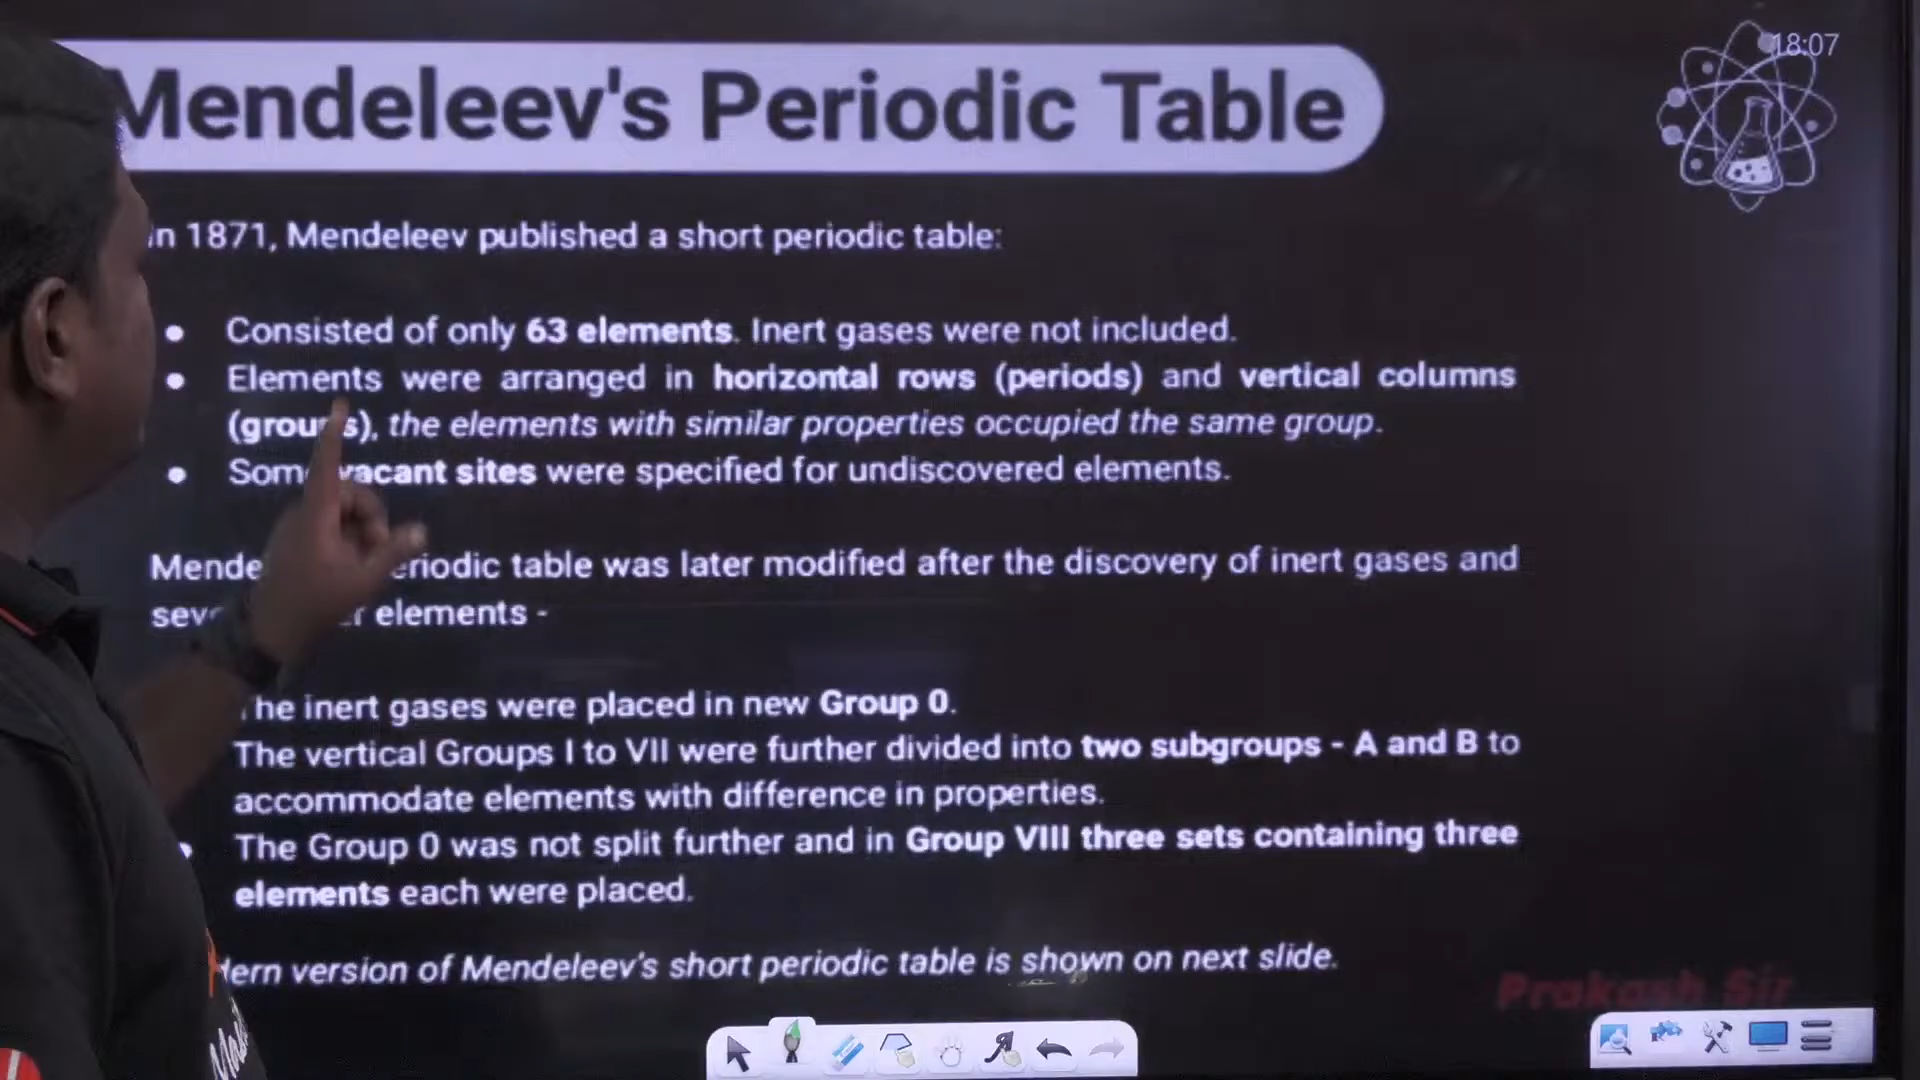 18:07
Mendeleev's Periodic Table
In 1871, Mendeleev published a short periodic table:
Consisted of only 63 elements. Inert gases were not included.
Elements were arranged in horizontal rows (periods) and vertical columns
(groups), the elements with similar properties occupied the same group.
Some vacant sites were specified for undiscovered elements.
periodic table was later modified after the discovery of inert gases and
elements -
The inert gases were placed in new Group 0.
The vertical Groups I to VII were further divided into two subgroups - A and B to
accommodate elements with difference in properties.
The Group 0 was not split further and in Group VIII three sets containing three
elements each were placed.
version of Mendeleev's short periodic table is shown on next slide.
Prakash Sir